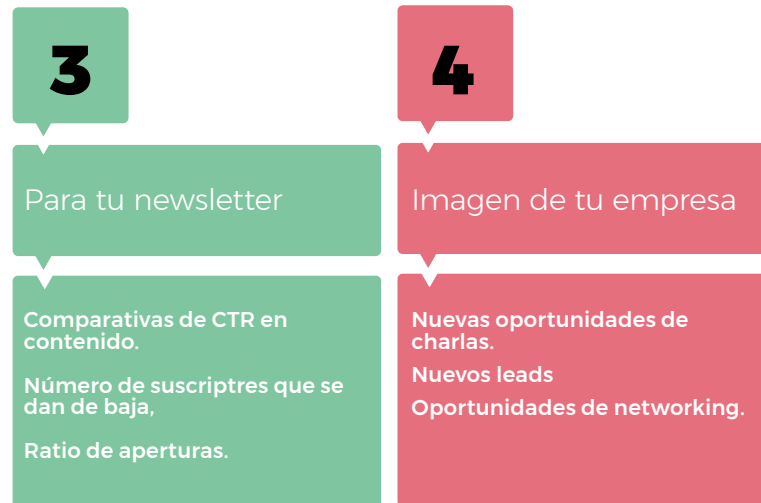 3
Para tu newsletter
Comparativas de CTR en
contenido.
Número de suscriptres que se
dan de baja,
Ratio de aperturas.
4
Imagen de tu empresa
Nuevas oportunidades de
charlas.
Nuevos leads
Oportunidades de networking.